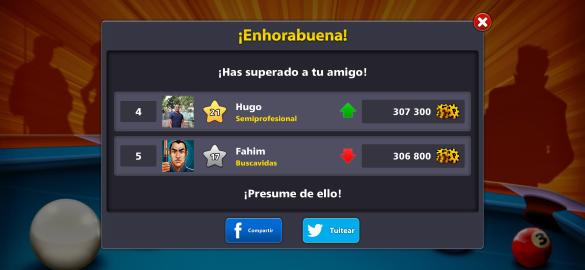 ¡Enhorabuena!
¡Has superado a tu amigo!
4 21 Hugo 307 300
Semiprofesional
5 17 Fahim 306 800
Buscavidas
¡Presume de ello!
Compartir Tuitear
3